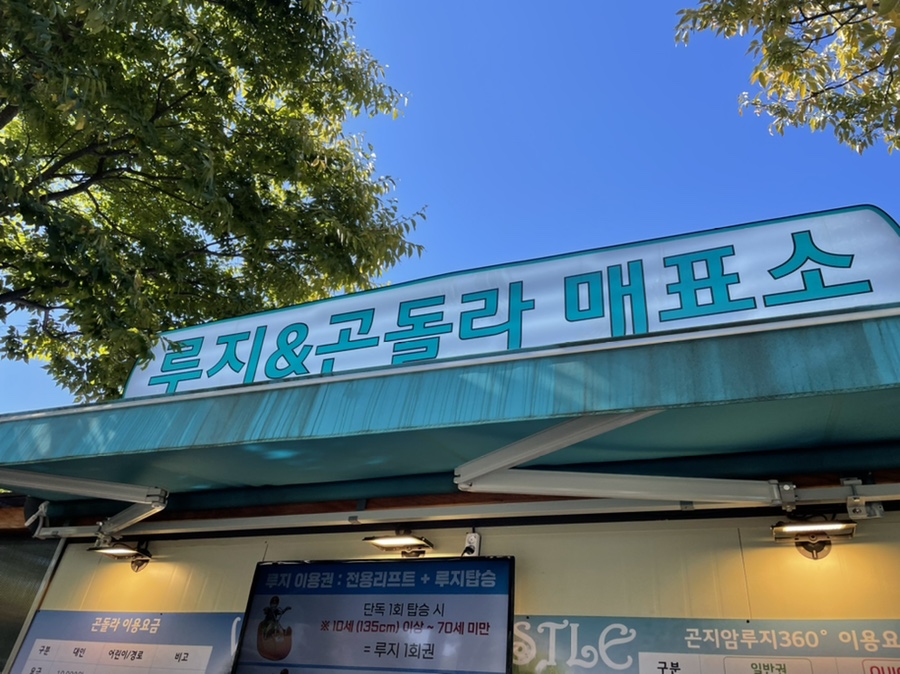 루지&곤돌라 매표소
루지 이용권 : 전용리프트 + 루지탑승
단독 1회 탑승 시
※ 10세 (135cm) 이상 ~ 70세 미만
= 루지 1회권
곤돌라 이용요금
구분 대인 어린이/경로 비고
STLE
곤지암루지360° 이용요
구분 일반권